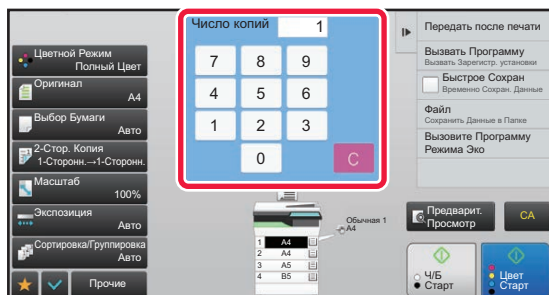 Число копий 1
7 8 9
4 5 6
1 2 3
0 C
Цветной Режим
Полный Цвет
Оригинал
A4
Выбор Бумаги
Авто
2-Стор. Копия
1-Сторонн.→1-Сторонн.
Масштаб
100%
Экспозиция
Авто
Сортировка/Группировка
Авто
Прочие
Обычная 1
A4
1 A4
2 A4
3 A5
4 B5
Передать после печати
Вызвать Программу
Вызвать Зарегистр. установки
Быстрое Сохран
Временно Сохран. Данные
Файл
Сохранить Данные в Папке
Вызовите Программу
Режима Эко
Предварит.
Просмотр
CA
Ч/Б
Старт
Цвет
Старт